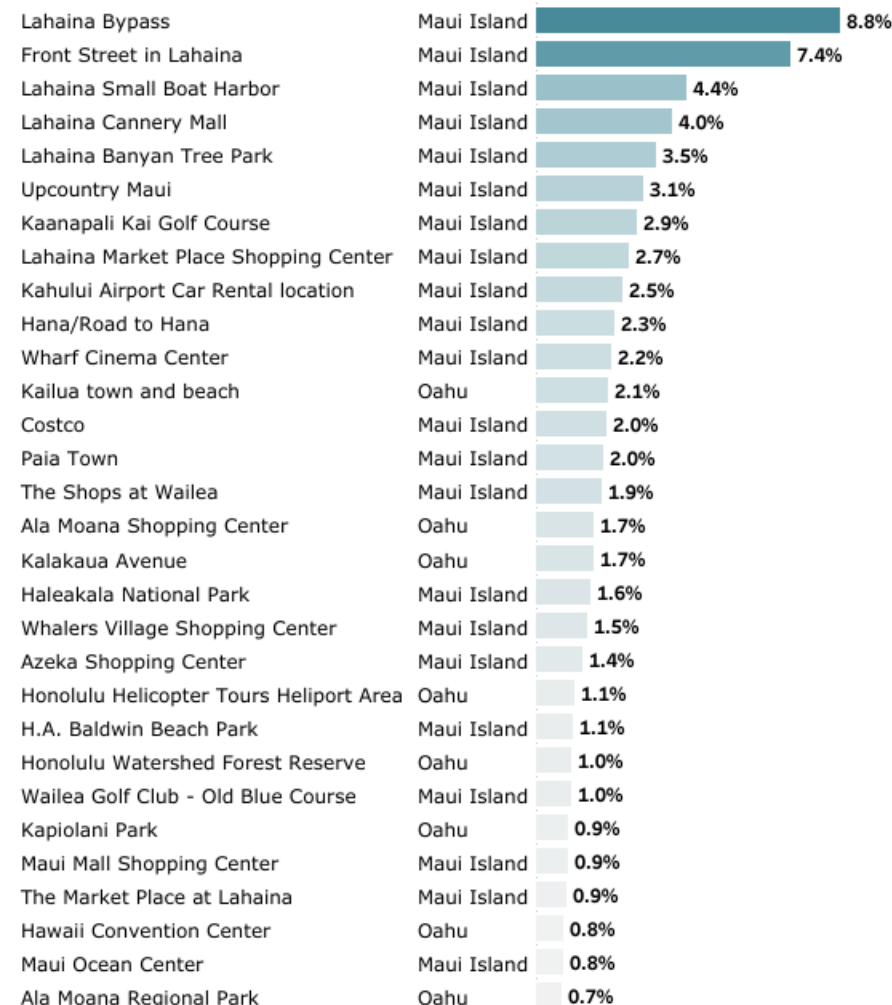 Lahaina Bypass Maui Island 8.8%
Front Street in Lahaina Maui Island 7.4%
Lahaina Small Boat Harbor Maui Island 4.4%
Lahaina Cannery Mall Maui Island 4.0%
Lahaina Banyan Tree Park Maui Island 3.5%
Upcountry Maui Maui Island 3.1%
Kaanapali Kai Golf Course Maui Island 2.9%
Lahaina Market Place Shopping Center Maui Island 2.7%
Kahului Airport Car Rental location Maui Island 2.5%
Hana/Road to Hana Maui Island 2.3%
Wharf Cinema Center Maui Island 2.2%
Kailua town and beach Oahu 2.1%
Costco Maui Island 2.0%
Paia Town Maui Island 2.0%
The Shops at Wailea Maui Island 1.9%
Ala Moana Shopping Center Oahu 1.7%
Kalakaua Avenue Oahu 1.7%
Haleakala National Park Maui Island 1.6%
Whalers Village Shopping Center Maui Island 1.5%
Azeka Shopping Center Maui Island 1.4%
Honolulu Helicopter Tours Heliport Area Oahu 1.1%
H.A. Baldwin Beach Park Maui Island 1.1%
Honolulu Watershed Forest Reserve Oahu 1.0%
Wailea Golf Club - Old Blue Course Maui Island 1.0%
Kapiolani Park Oahu 0.9%
Maui Mall Shopping Center Maui Island 0.9%
The Market Place at Lahaina Maui Island 0.9%
Hawaii Convention Center Oahu 0.8%
Maui Ocean Center Maui Island 0.8%
Ala Moana Regional Park Oahu 0.7%